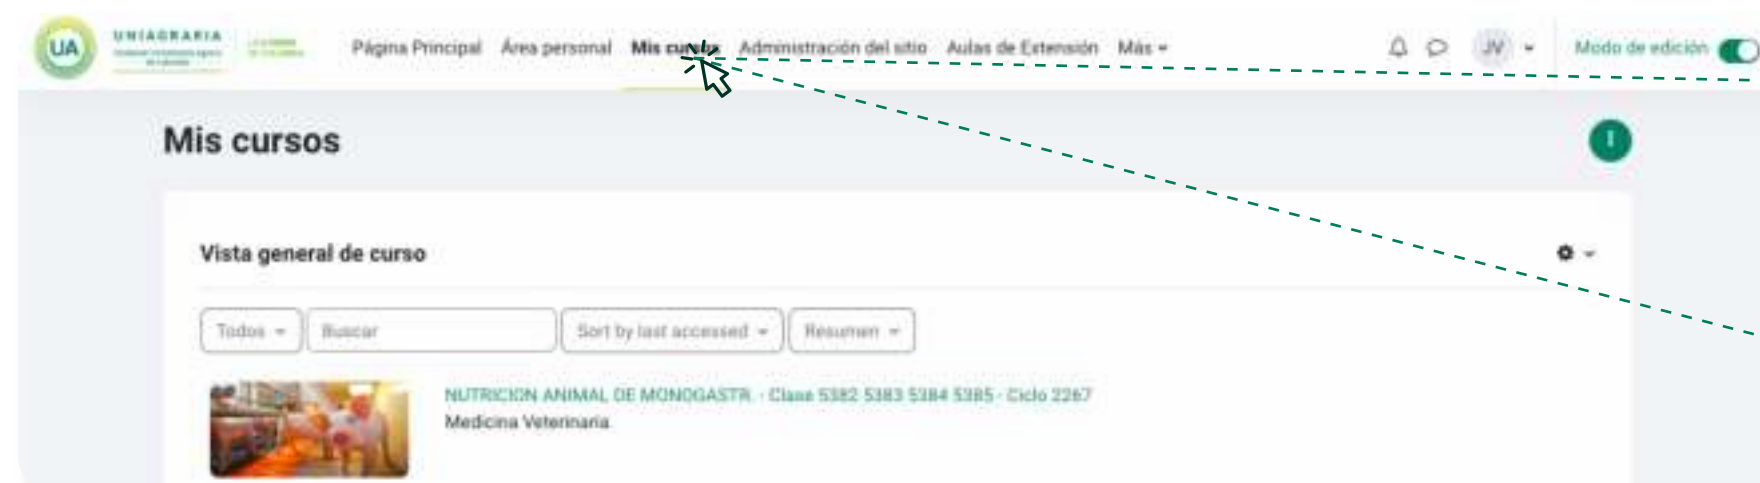 UA UNIAGRARIA
Página Principal Área personal Mis cursos Administración del sitio Aulas de Extensión Más JV Modo de edición
Mis cursos
Vista general de curso
Todos Buscar Sort by last accessed Resumen
NUTRICION ANIMAL DE MONOGASTR. - Clase 5382 5383 5384 5385 - Ciclo 2267
Medicina Veterinaria